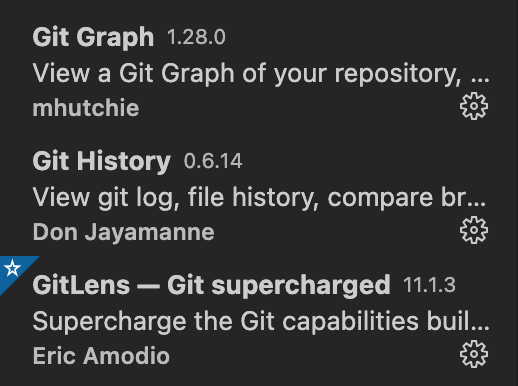 Git Graph 1.28.0
View a Git Graph of your repository, ...
mhutchie
Git History 0.6.14
View git log, file history, compare br...
Don Jayamanne
GitLens — Git supercharged 11.1.3
Supercharge the Git capabilities buil...
Eric Amodio